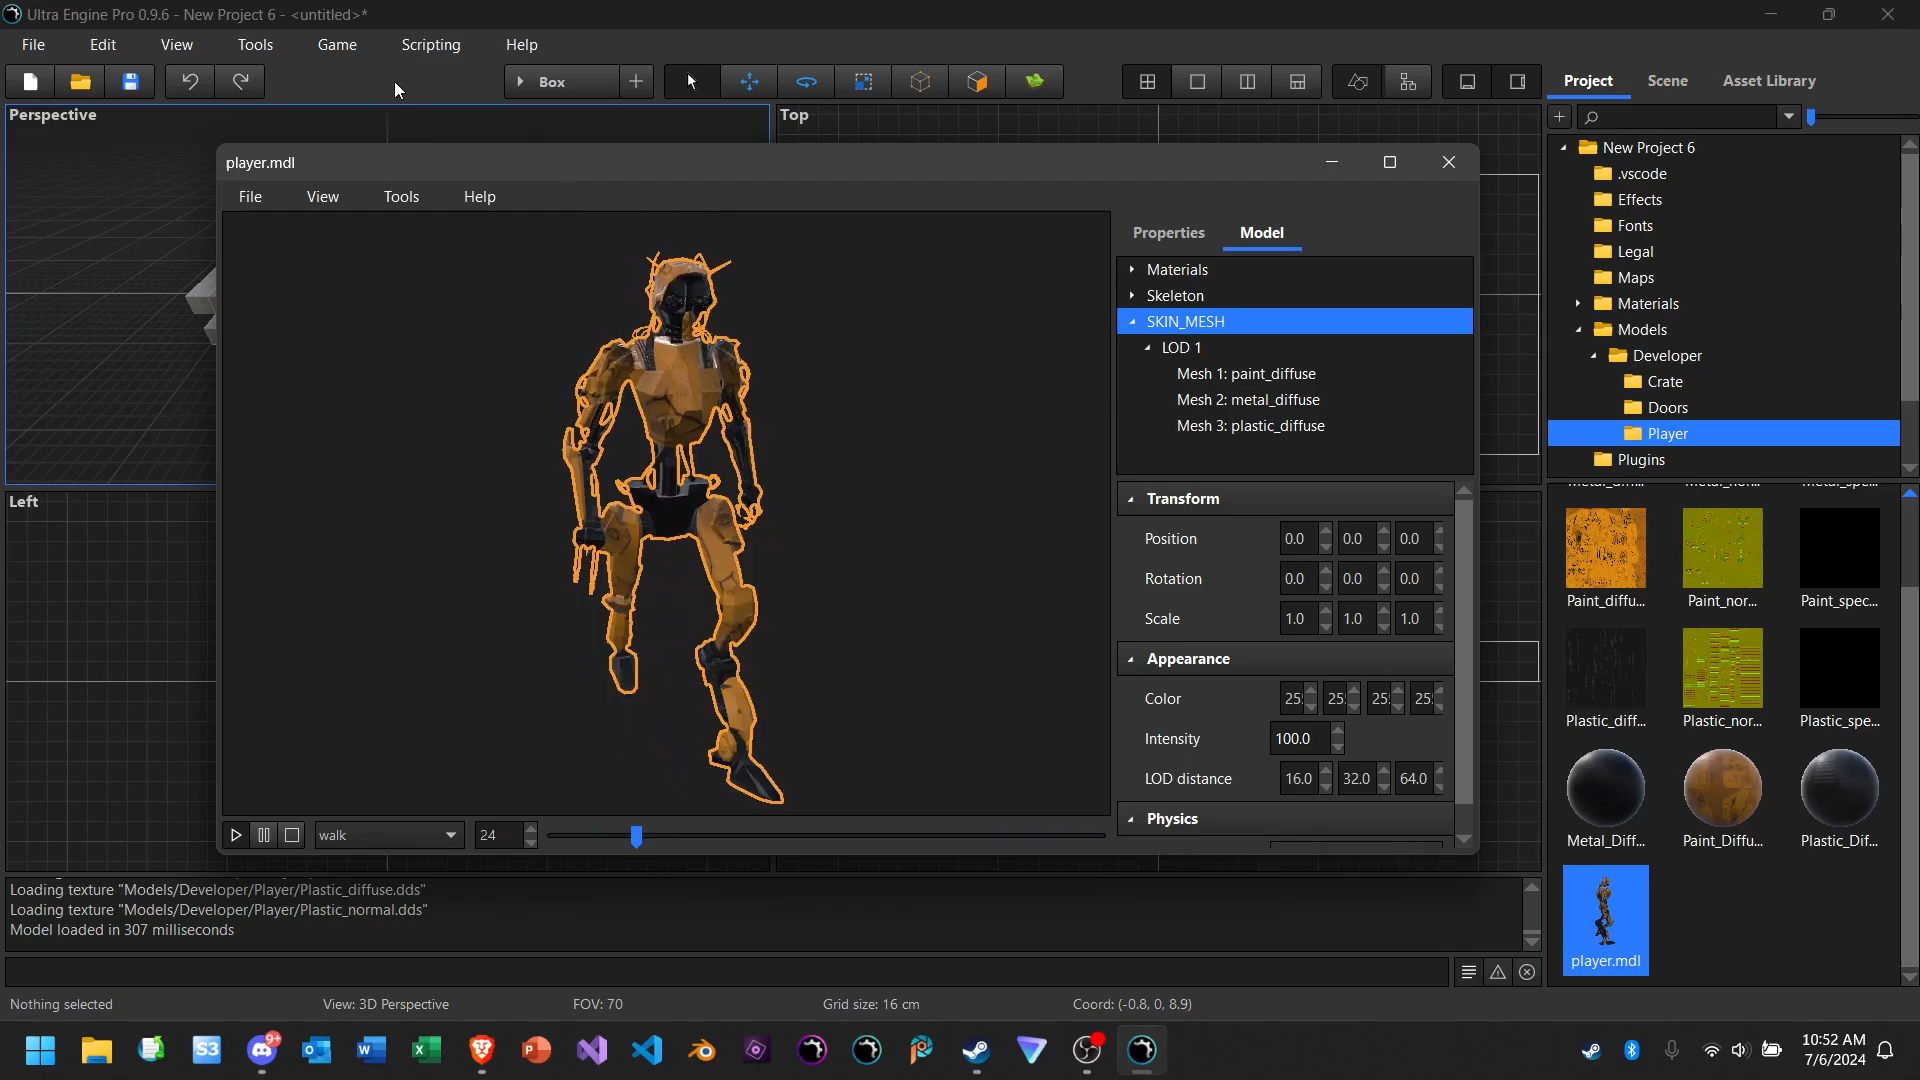 Ultra Engine Pro 0.9.6 - New Project 6 - <untitled>*
File Edit View Tools Game Scripting Help
Box
Project Scene Asset Library
Perspective
Top
Left
player.mdl
File View Tools Help
Properties Model
Materials
Skeleton
SKIN_MESH
LOD 1
Mesh 1: paint_diffuse
Mesh 2: metal_diffuse
Mesh 3: plastic_diffuse
Transform
Position 0.0 0.0 0.0
Rotation 0.0 0.0 0.0
Scale 1.0 1.0 1.0
Appearance
Color 25 25 25 25
Intensity 100.0
LOD distance 16.0 32.0 64.0
Physics
walk 24
New Project 6
.vscode
Effects
Fonts
Legal
Maps
Materials
Models
Developer
Crate
Doors
Player
Plugins
Paint_diffu... Paint_nor... Paint_spec...
Plastic_diff... Plastic_nor... Plastic_spe...
Metal_Diff... Paint_Diffu... Plastic_Dif...
player.mdl
Loading texture "Models/Developer/Player/Plastic_diffuse.dds"
Loading texture "Models/Developer/Player/Plastic_normal.dds"
Model loaded in 307 milliseconds
Nothing selected View: 3D Perspective FOV: 70 Grid size: 16 cm Coord: (-0.8, 0, 8.9)
S3 9+
10:52 AM
7/6/2024